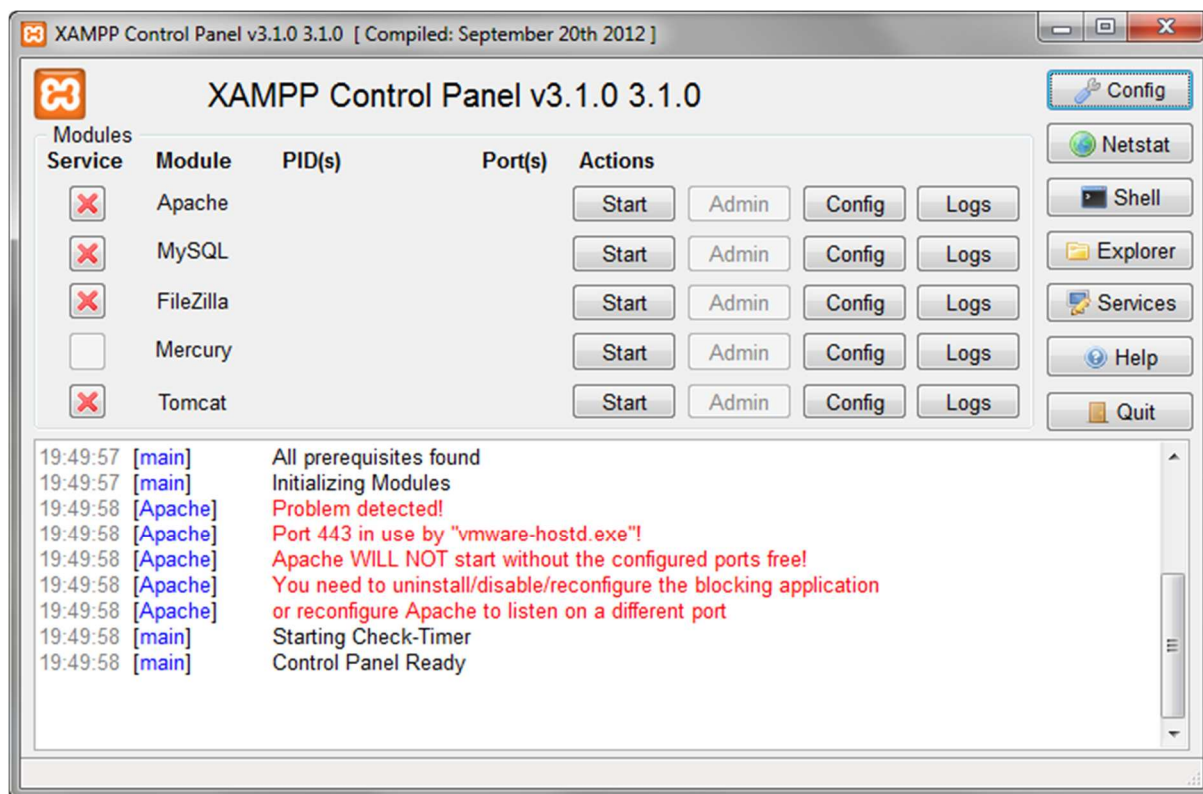 XAMPP Control Panel v3.1.0 3.1.0 [ Compiled: September 20th 2012 ]
XAMPP Control Panel v3.1.0 3.1.0
Config
Modules
Service Module PID(s) Port(s) Actions
Netstat
Apache Start Admin Config Logs
Shell
MySQL Start Admin Config Logs
Explorer
FileZilla Start Admin Config Logs
Services
Mercury Start Admin Config Logs
Help
Tomcat Start Admin Config Logs
Quit
19:49:57 [main] All prerequisites found
19:49:57 [main] Initializing Modules
19:49:58 [Apache] Problem detected!
19:49:58 [Apache] Port 443 in use by "vmware-hostd.exe"!
19:49:58 [Apache] Apache WILL NOT start without the configured ports free!
19:49:58 [Apache] You need to uninstall/disable/reconfigure the blocking application
19:49:58 [Apache] or reconfigure Apache to listen on a different port
19:49:58 [main] Starting Check-Timer
19:49:58 [main] Control Panel Ready